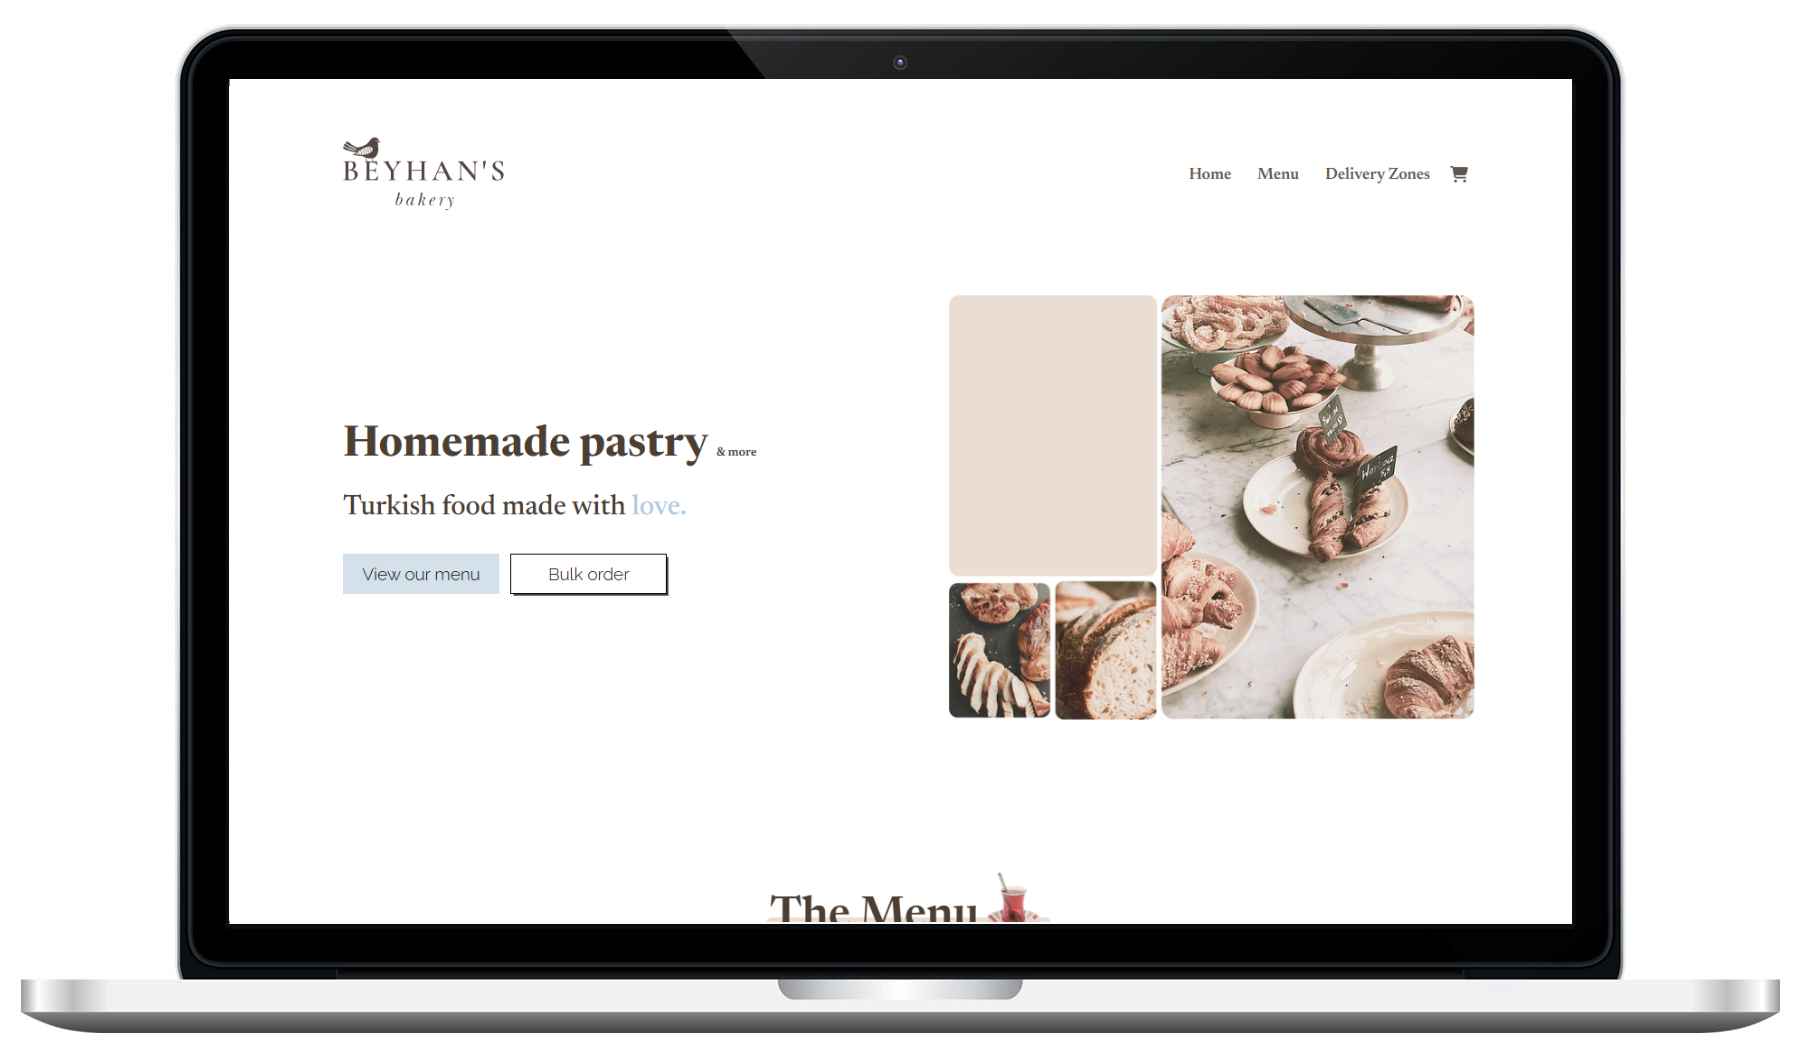 BEYHAN'S
bakery
Home Menu Delivery Zones
Homemade pastry & more
Turkish food made with love.
View our menu Bulk order
The Menu